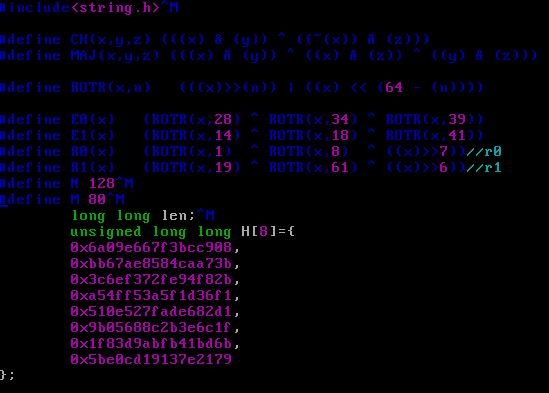 #include<string.h>^M
#define CH(x,y,z) (((x) & (y)) ^ ((~(x)) & (z)))
#define MAJ(x,y,z) (((x) & (y)) ^ ((x) & (z)) ^ ((y) & (z)))
#define ROTR(x,n)   (((x)>>(n)) | ((x) << (64 - (n))))
#define E0(x)   (ROTR(x,28) ^ ROTR(x,34) ^ ROTR(x,39))
#define E1(x)   (ROTR(x,14) ^ ROTR(x,18) ^ ROTR(x,41))
#define R0(x)   (ROTR(x,1)  ^ ROTR(x,8)  ^ ((x)>>7))//r0
#define R1(x)   (ROTR(x,19) ^ ROTR(x,61) ^ ((x)>>6))//r1
#define N 128^M
#define M 80^M
long long len;^M
unsigned long long H[8]={
0x6a09e667f3bcc908,
0xbb67ae8584caa73b,
0x3c6ef372fe94f82b,
0xa54ff53a5f1d36f1,
0x510e527fade682d1,
0x9b05688c2b3e6c1f,
0x1f83d9abfb41bd6b,
0x5be0cd19137e2179
};